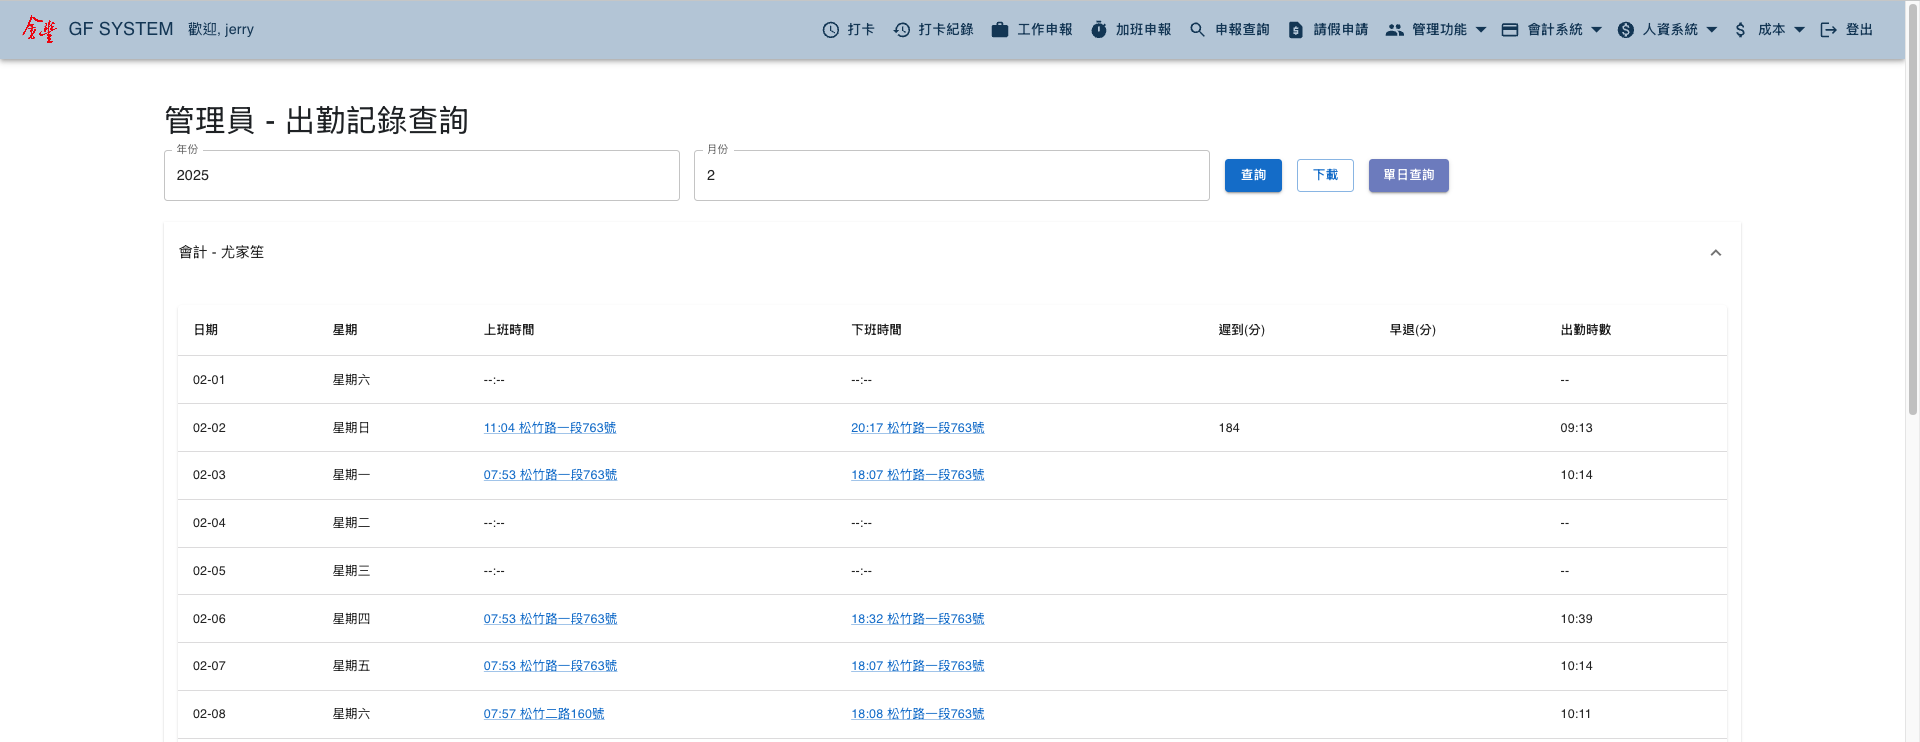 金豐 GF SYSTEM 歡迎, jerry 打卡 打卡紀錄 工作申報 加班申報 申報查詢 請假申請 管理功能 會計系統 人資系統 成本 登出
管理員 - 出勤記錄查詢
年份 月份
2025 2 查詢 下載 單日查詢
會計 - 尤家笙
日期 星期 上班時間 下班時間 遲到(分) 早退(分) 出勤時數
02-01 星期六 --:-- --:-- --
02-02 星期日 11:04 松竹路一段763號 20:17 松竹路一段763號 184 09:13
02-03 星期一 07:53 松竹路一段763號 18:07 松竹路一段763號 10:14
02-04 星期二 --:-- --:-- --
02-05 星期三 --:-- --:-- --
02-06 星期四 07:53 松竹路一段763號 18:32 松竹路一段763號 10:39
02-07 星期五 07:53 松竹路一段763號 18:07 松竹路一段763號 10:14
02-08 星期六 07:57 松竹二路160號 18:08 松竹路一段763號 10:11